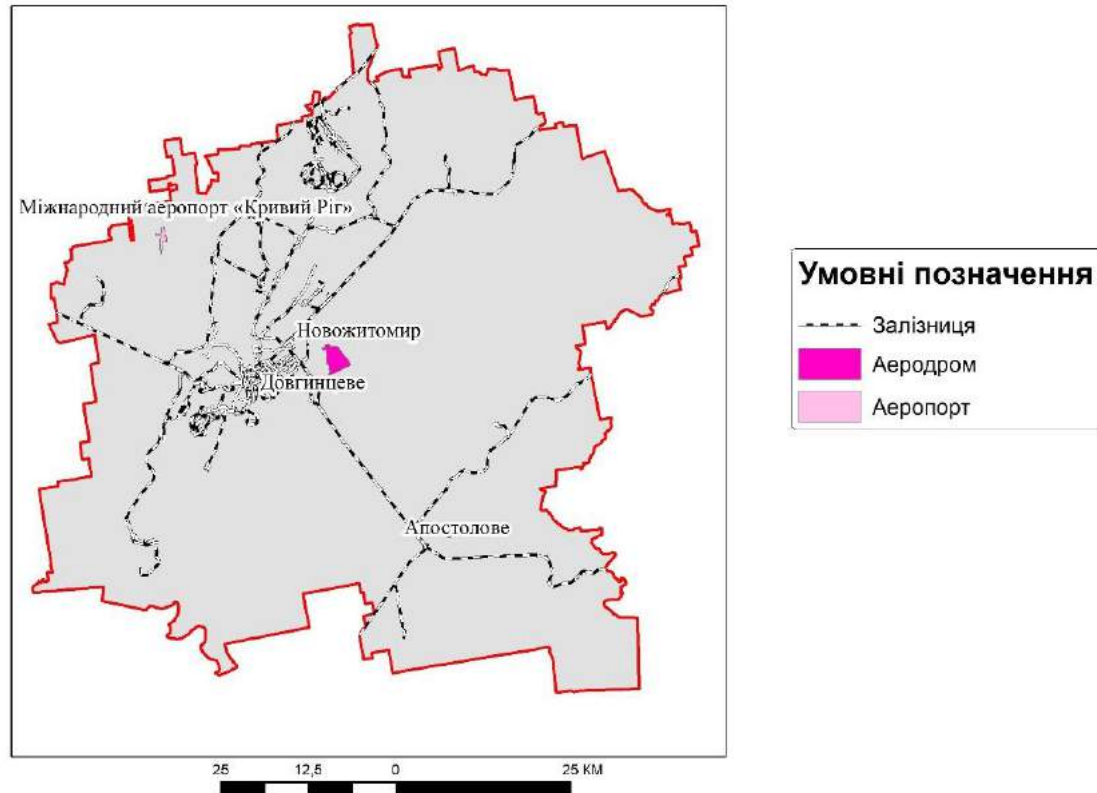 Міжнародний аеропорт «Кривий Ріг»
Новожитомир
Довгинцеве
Апостолове
Умовні позначення
Залізниця
Аеродром
Аеропорт
25 12,5 0 25 КМ